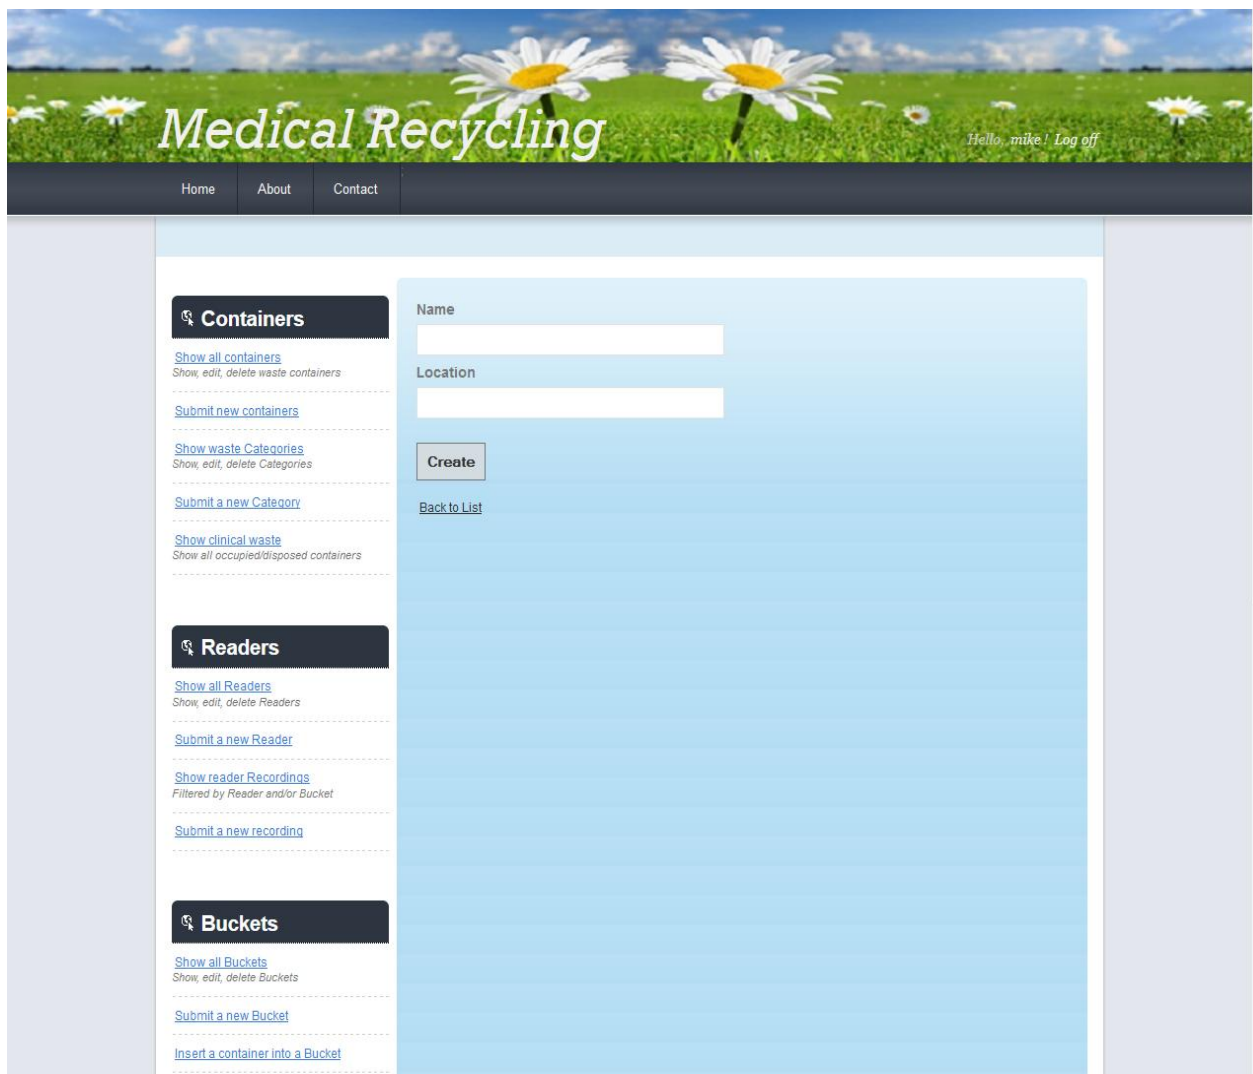 Medical Recycling
Hello, mike ! Log off
Home About Contact
Containers
Show all containers
Show, edit, delete waste containers
Submit new containers
Show waste Categories
Show, edit, delete Categories
Submit a new Category
Show clinical waste
Show all occupied/disposed containers
Readers
Show all Readers
Show, edit, delete Readers
Submit a new Reader
Show reader Recordings
Filtered by Reader and/or Bucket
Submit a new recording
Buckets
Show all Buckets
Show, edit, delete Buckets
Submit a new Bucket
Insert a container into a Bucket
Name
Location
Create
Back to List